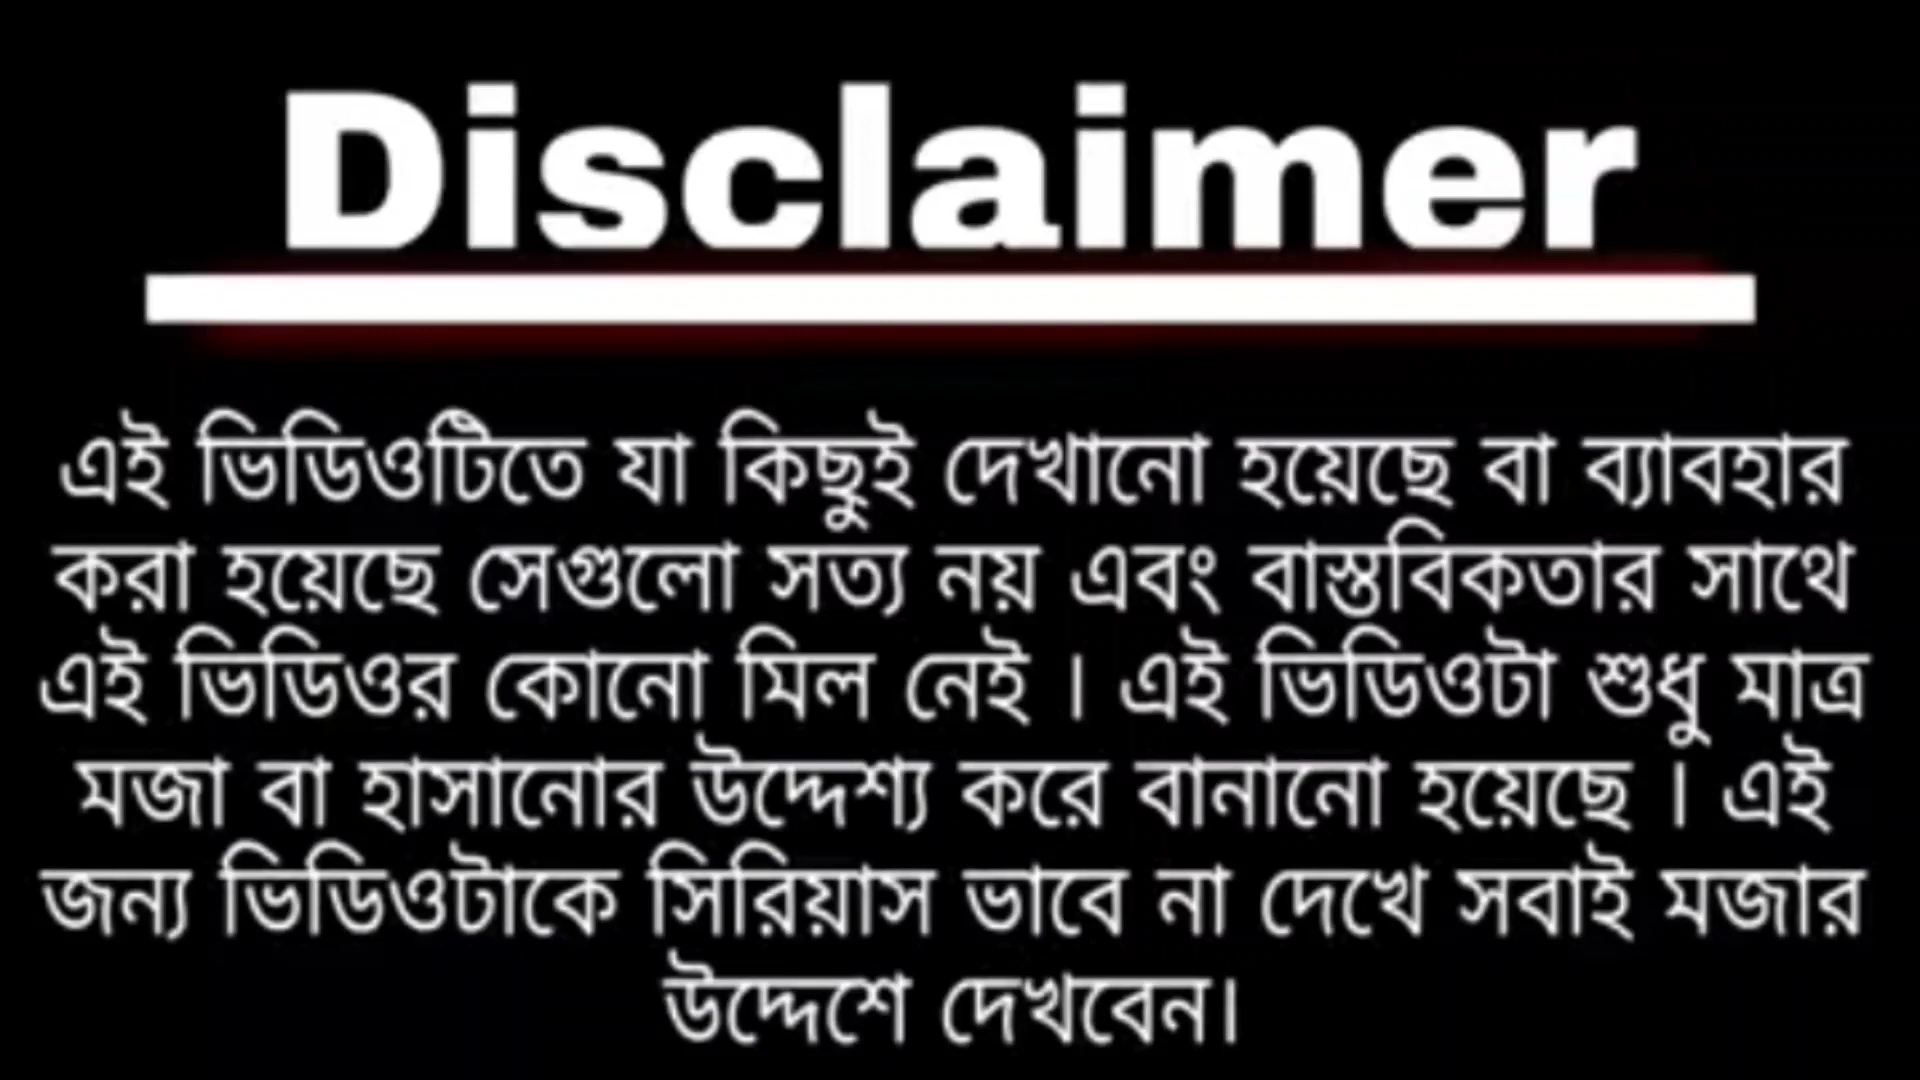 Disclaimer
এই ভিডিওটিতে যা কিছুই দেখানো হয়েছে বা ব্যাবহার
করা হয়েছে সেগুলো সত্য নয় এবং বাস্তবিকতার সাথে
এই ভিডিওর কোনো মিল নেই । এই ভিডিওটা শুধু মাত্র
মজা বা হাসানোর উদ্দেশ্য করে বানানো হয়েছে । এই
জন্য ভিডিওটাকে সিরিয়াস ভাবে না দেখে সবাই মজার
উদ্দেশে দেখবেন।